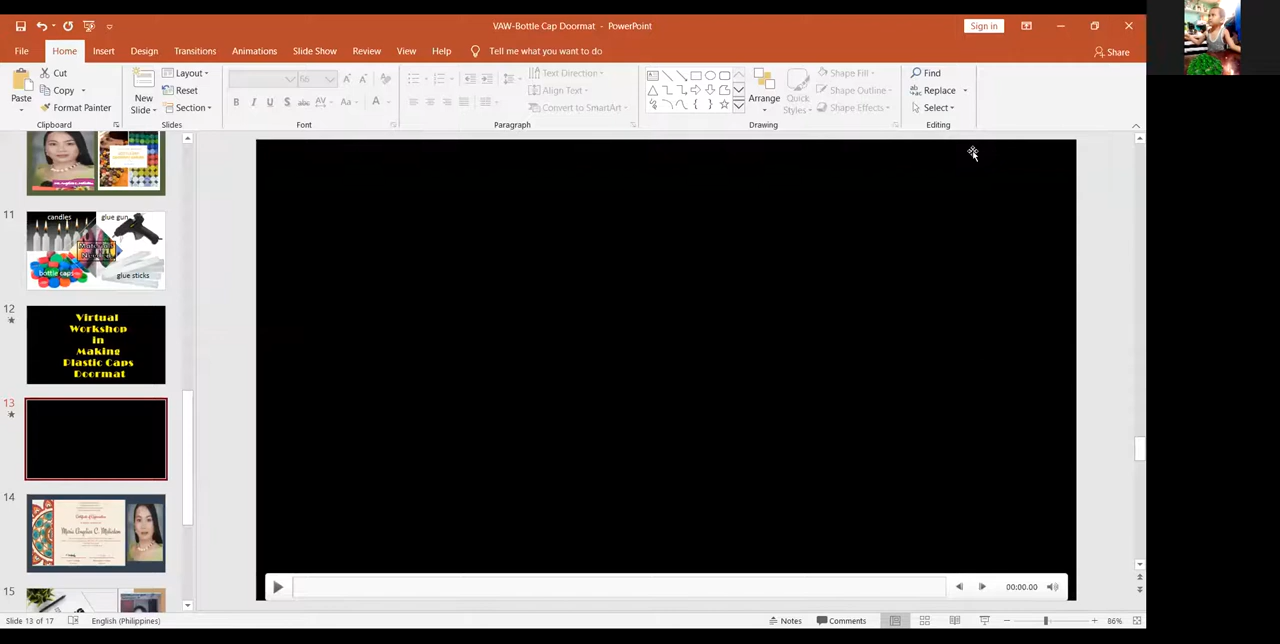 VAW-Bottle Cap Doormat - PowerPoint
Sign in
File Home Insert Design Transitions Animations Slide Show Review View Help Tell me what you want to do
Share
Paste
Cut
Copy
Format Painter
Clipboard
New Slide
Layout
Reset
Section
Slides
Font
Text Direction
Align Text
Convert to SmartArt
Paragraph
Arrange
Quick Styles
Shape Fill
Shape Outline
Shape Effects
Drawing
Find
Replace
Select
Editing
11
candles
glue gun
bottle caps
glue sticks
12
Virtual
Workshop
in
Making
Plastic Caps
Doormat
13
14
15
00:00.00
Slide 13 of 17
English (Philippines)
Notes
Comments
86%